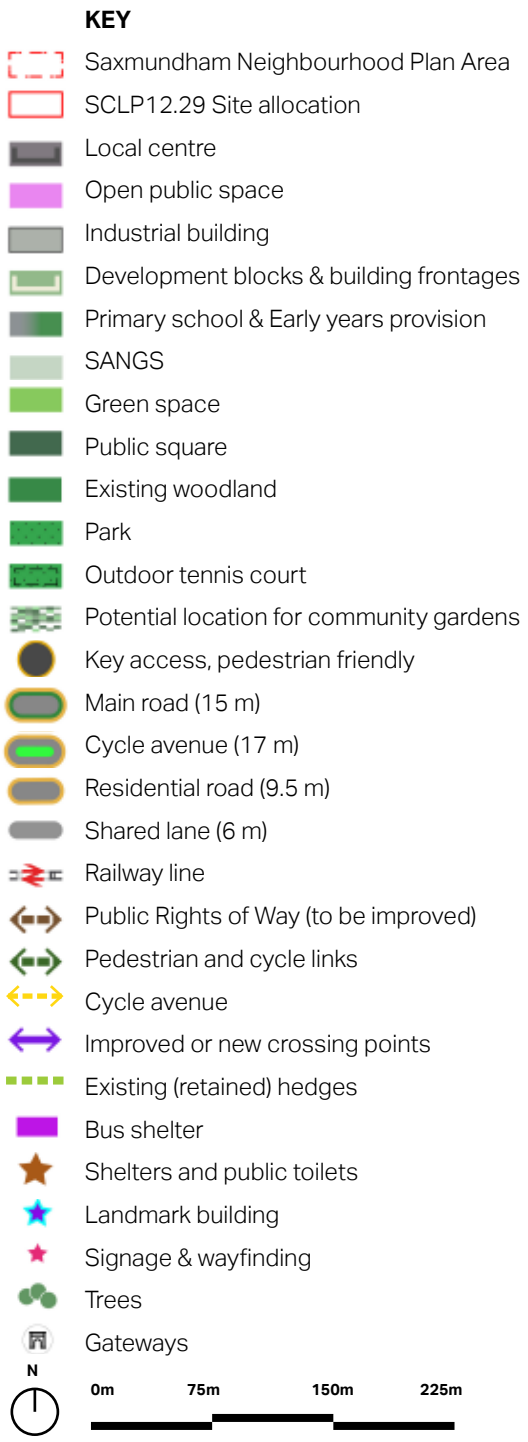 KEY
Saxmundham Neighbourhood Plan Area
SCLP12.29 Site allocation
Local centre
Open public space
Industrial building
Development blocks & building frontages
Primary school & Early years provision
SANGS
Green space
Public square
Existing woodland
Park
Outdoor tennis court
Potential location for community gardens
Key access, pedestrian friendly
Main road (15 m)
Cycle avenue (17 m)
Residential road (9.5 m)
Shared lane (6 m)
Railway line
Public Rights of Way (to be improved)
Pedestrian and cycle links
Cycle avenue
Improved or new crossing points
Existing (retained) hedges
Bus shelter
Shelters and public toilets
Landmark building
Signage & wayfinding
Trees
Gateways
N
0m 75m 150m 225m